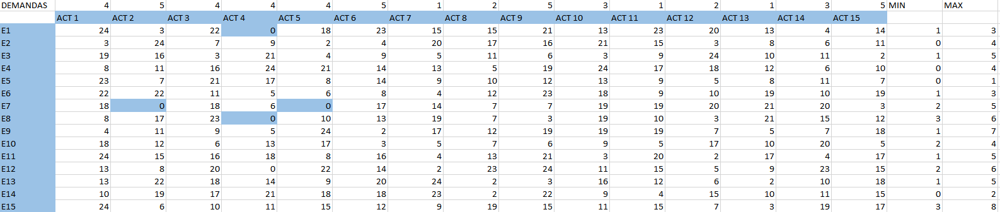 DEMANDAS 4 5 4 4 4 5 1 2 5 3 1 2 1 3 5 MIN MAX
ACT 1 ACT 2 ACT 3 ACT 4 ACT 5 ACT 6 ACT 7 ACT 8 ACT 9 ACT 10 ACT 11 ACT 12 ACT 13 ACT 14 ACT 15
E1 24 3 22 0 18 23 15 15 21 13 23 20 13 4 14 1 3
E2 3 24 7 9 2 4 20 17 16 21 15 3 8 6 11 0 4
E3 19 16 3 21 4 9 5 11 6 3 9 24 10 11 2 1 5
E4 8 11 16 24 21 14 13 5 19 24 17 18 12 6 10 0 4
E5 23 7 21 17 8 14 9 10 12 13 9 5 8 11 7 0 1
E6 22 22 11 5 6 8 4 12 23 18 9 10 19 10 19 1 3
E7 18 0 18 6 0 17 14 7 7 19 19 20 21 20 3 2 5
E8 8 17 23 0 10 13 19 7 3 19 10 3 21 15 12 3 6
E9 4 11 9 5 24 2 17 12 19 19 19 7 5 7 18 1 7
E10 18 12 6 13 17 3 5 7 6 9 5 17 10 20 5 2 4
E11 24 15 16 18 8 16 4 13 21 3 20 2 17 4 17 1 5
E12 13 8 20 0 22 14 2 23 24 11 15 5 9 23 15 2 6
E13 13 22 18 14 9 20 24 2 3 16 12 6 2 10 18 1 5
E14 10 19 17 21 18 18 23 2 22 9 4 15 10 11 15 0 2
E15 24 6 10 11 15 12 9 19 15 11 15 7 3 19 17 3 8